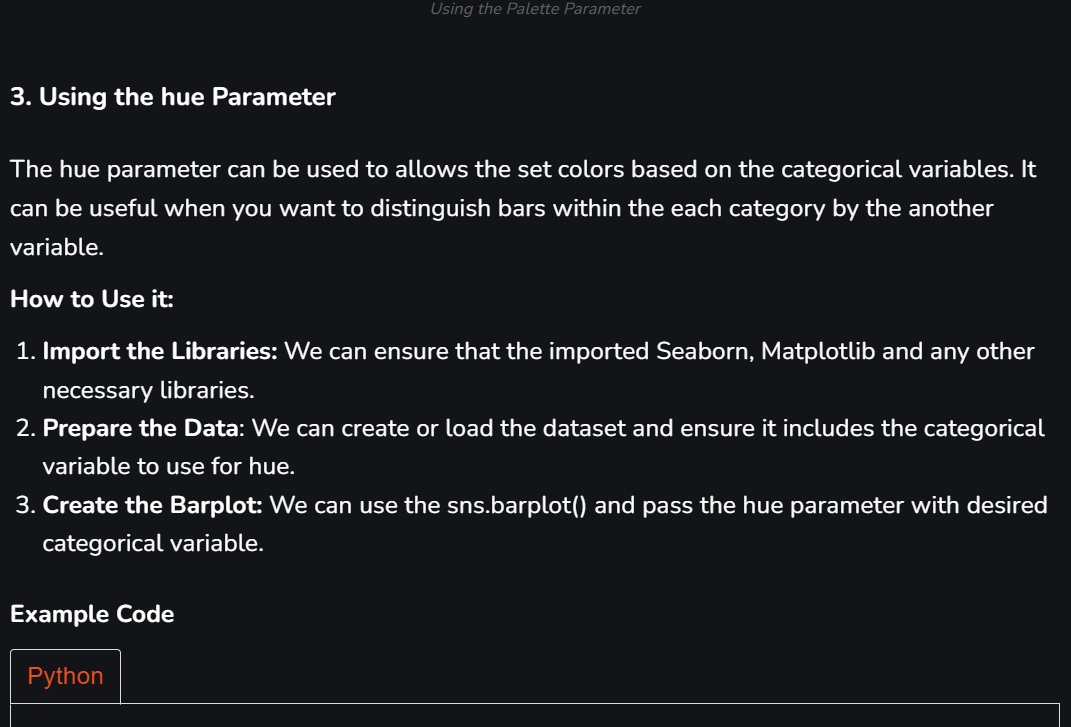 Using the Palette Parameter
3. Using the hue Parameter
The hue parameter can be used to allows the set colors based on the categorical variables. It
can be useful when you want to distinguish bars within the each category by the another
variable.
How to Use it:
1. Import the Libraries: We can ensure that the imported Seaborn, Matplotlib and any other
necessary libraries.
2. Prepare the Data: We can create or load the dataset and ensure it includes the categorical
variable to use for hue.
3. Create the Barplot: We can use the sns.barplot() and pass the hue parameter with desired
categorical variable.
Example Code
Python